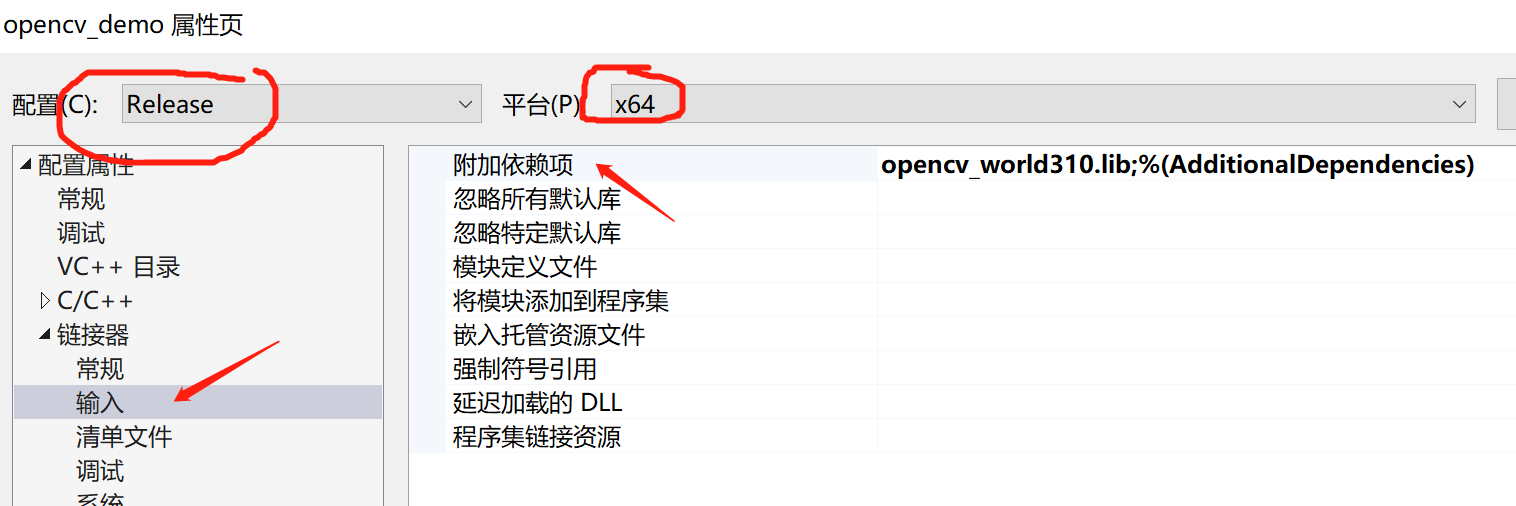 opencv_demo 属性页
配置(C): Release 平台(P) x64
配置属性
常规
调试
VC++ 目录
C/C++
链接器
常规
输入
清单文件
调试
系统
附加依赖项 opencv_world310.lib;%(AdditionalDependencies)
忽略所有默认库
忽略特定默认库
模块定义文件
将模块添加到程序集
嵌入托管资源文件
强制符号引用
延迟加载的 DLL
程序集链接资源